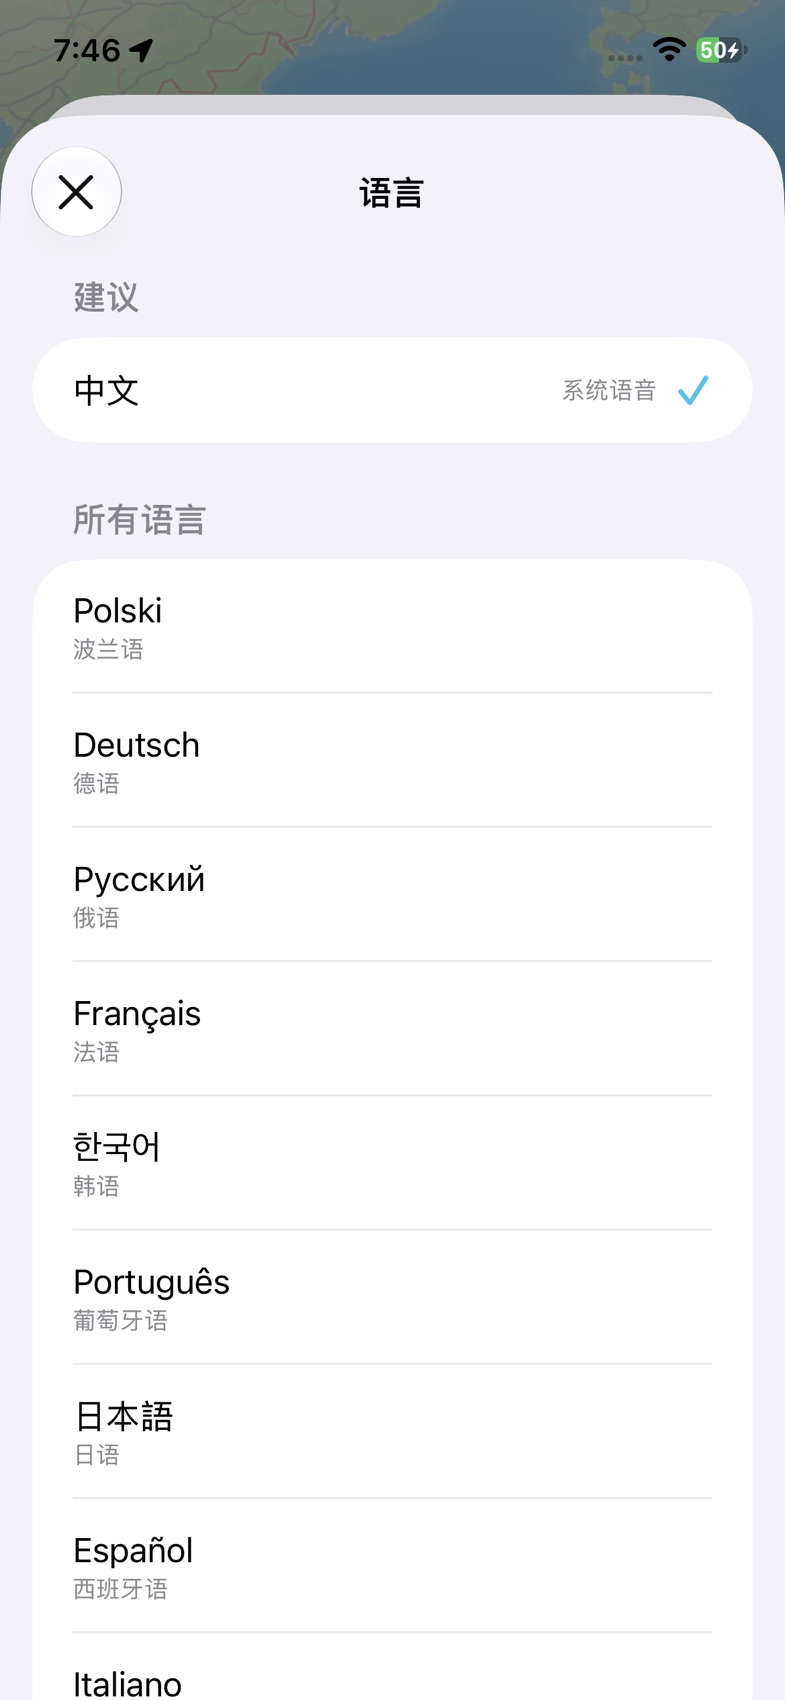 7:46
50
语言
建议
中文
系统语音
所有语言
Polski
波兰语
Deutsch
德语
Русский
俄语
Français
法语
한국어
韩语
Português
葡萄牙语
日本語
日语
Español
西班牙语
Italiano